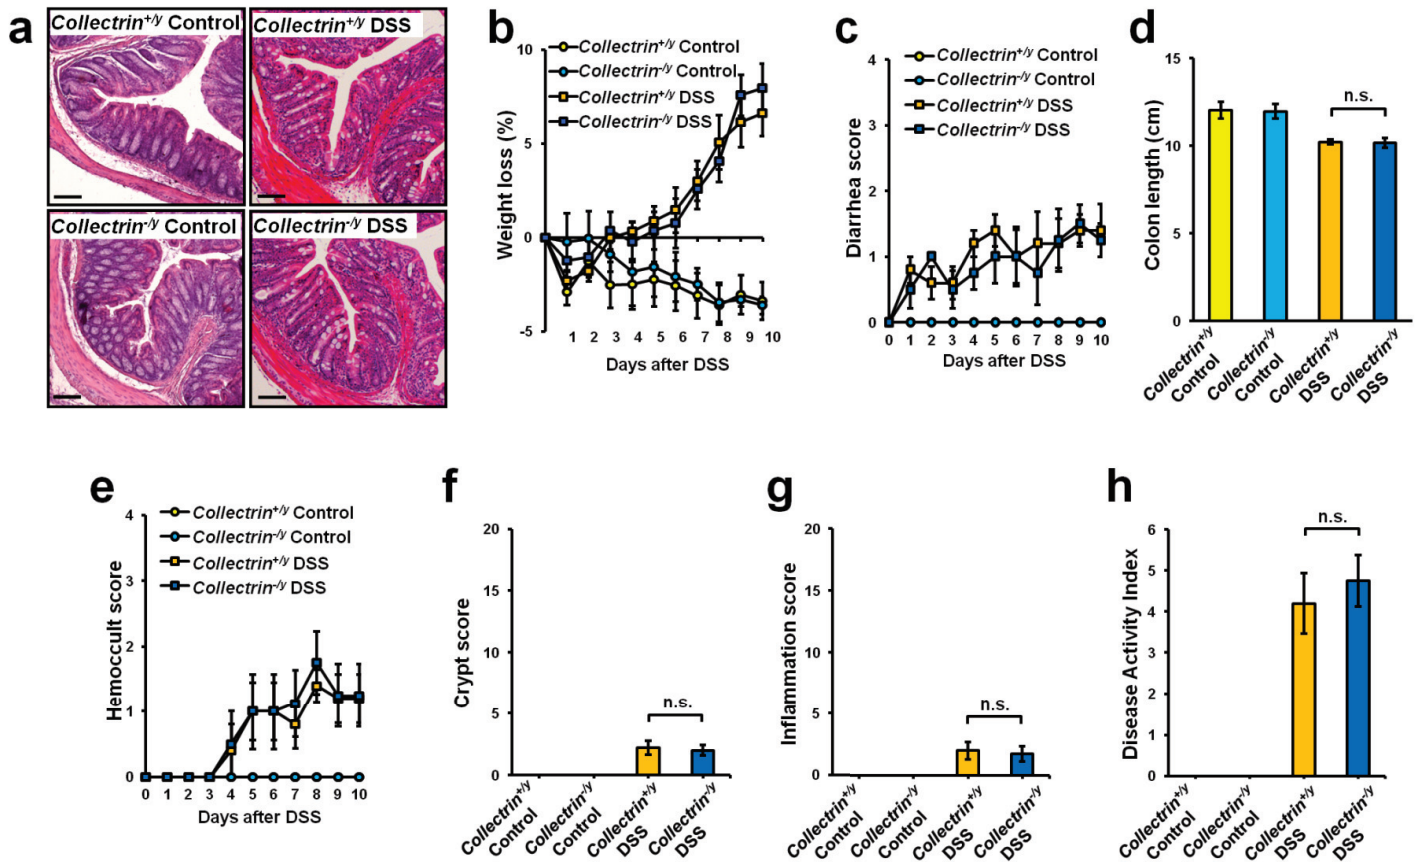 a
Collectrin+/y Control
Collectrin+/y DSS
Collectrin-/y Control
Collectrin-/y DSS
b
Collectrin+/y Control
Collectrin-/y Control
Collectrin+/y DSS
Collectrin-/y DSS
Weight loss (%)
10
5
0
-5
1 2 3 4 5 6 7 8 9 10
Days after DSS
c
Collectrin+/y Control
Collectrin-/y Control
Collectrin+/y DSS
Collectrin-/y DSS
Diarrhea score
4
3
2
1
0
0 1 2 3 4 5 6 7 8 9 10
Days after DSS
d
Colon length (cm)
15
10
5
0
n.s.
Collectrin+/y
Control
Collectrin-/y
Control
Collectrin+/y
DSS
Collectrin-/y
DSS
e
Collectrin+/y Control
Collectrin-/y Control
Collectrin+/y DSS
Collectrin-/y DSS
Hemoccult score
4
3
2
1
0
0 1 2 3 4 5 6 7 8 9 10
Days after DSS
f
Crypt score
20
15
10
5
0
n.s.
Collectrin+/y
Control
Collectrin-/y
Control
Collectrin+/y
DSS
Collectrin-/y
DSS
g
Inflammation score
20
15
10
5
0
n.s.
Collectrin+/y
Control
Collectrin-/y
Control
Collectrin+/y
DSS
Collectrin-/y
DSS
h
Disease Activity Index
6
5
4
3
2
1
0
n.s.
Collectrin+/y
Control
Collectrin-/y
Control
Collectrin+/y
DSS
Collectrin-/y
DSS